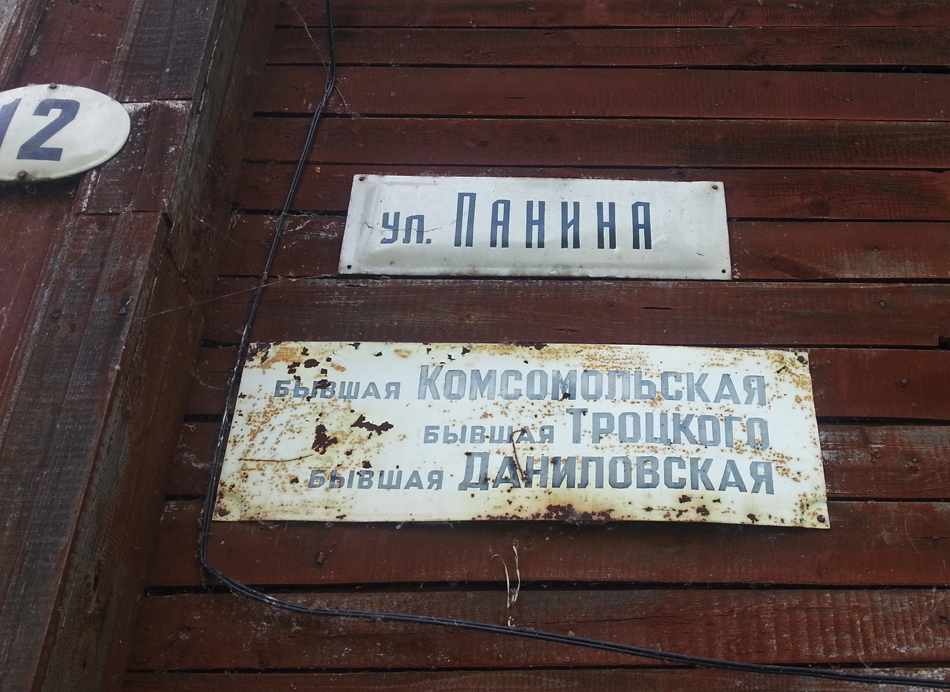 12
ул. Панина
бывшая Комсомольская
бывшая Троцкого
бывшая Даниловская